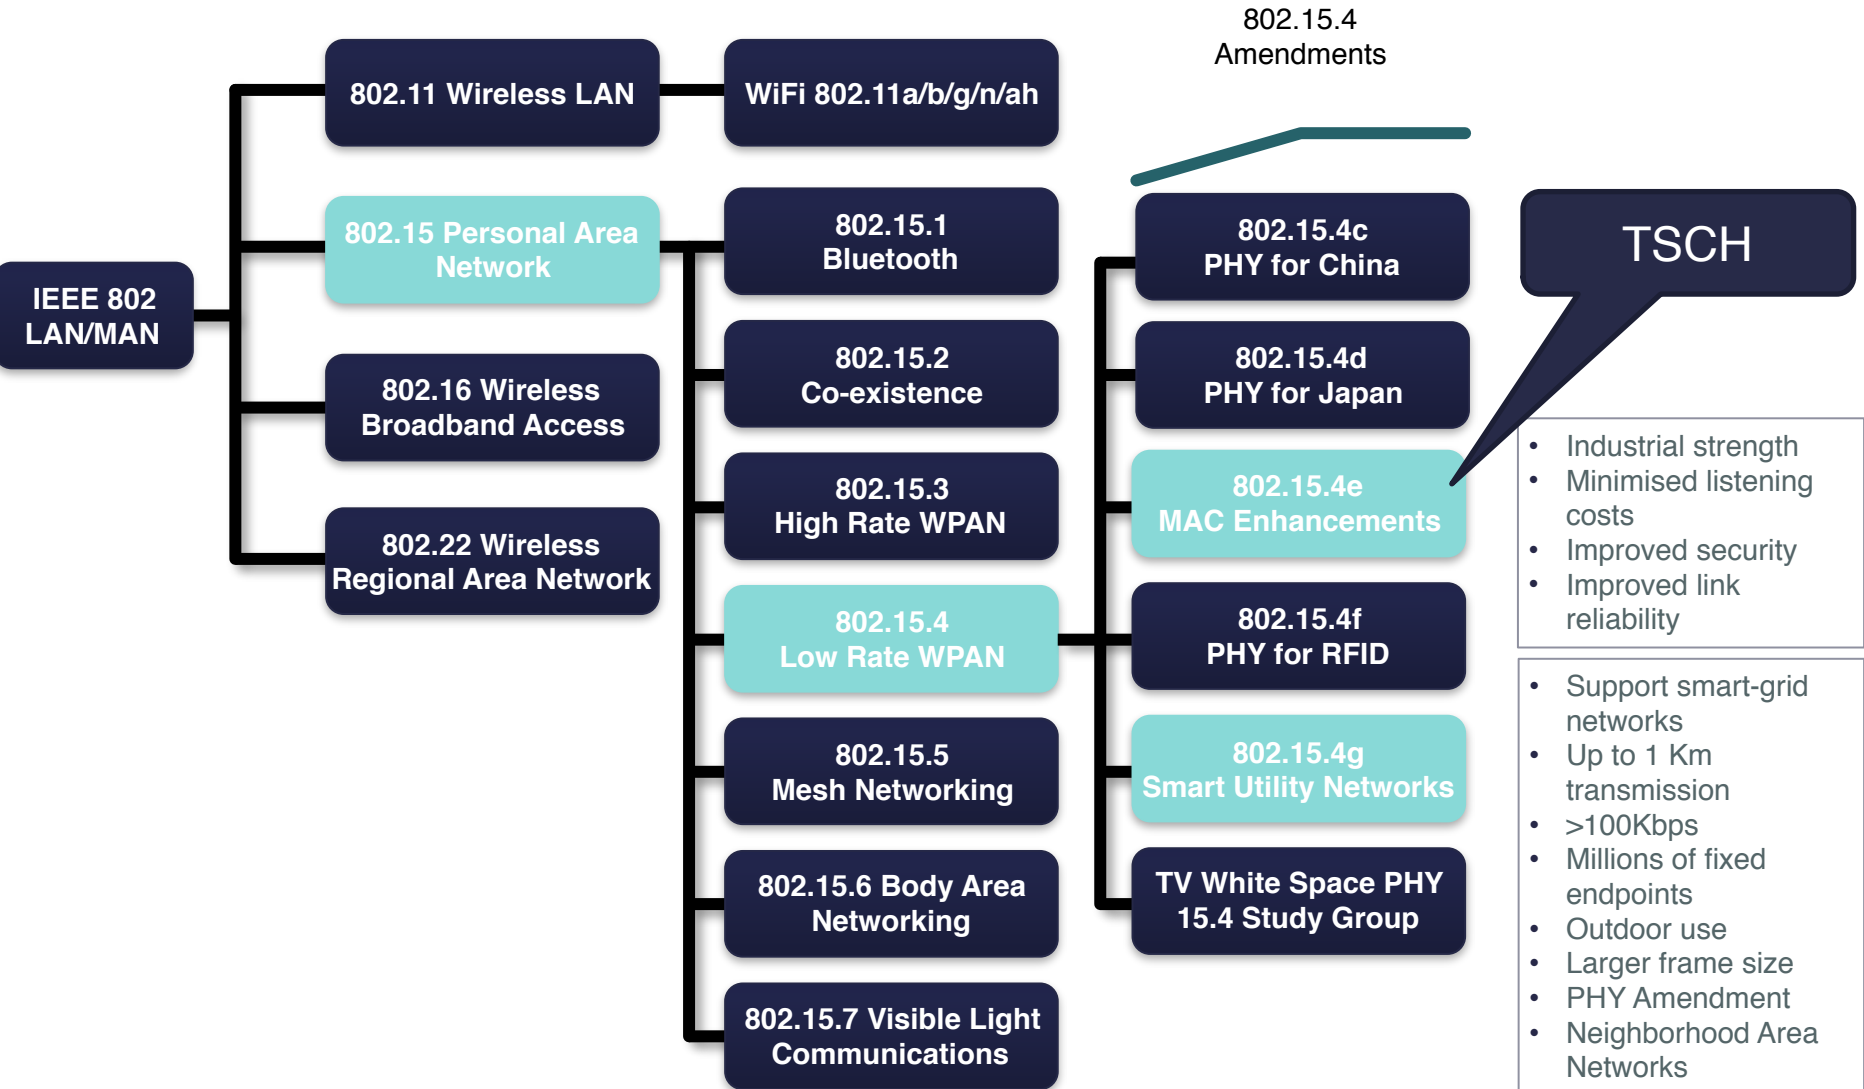 802.15.4
Amendments
802.11 Wireless LAN
WiFi 802.11a/b/g/n/ah
802.15 Personal Area
Network
IEEE 802
LAN/MAN
802.16 Wireless
Broadband Access
802.22 Wireless
Regional Area Network
802.15.1
Bluetooth
802.15.2
Co-existence
802.15.3
High Rate WPAN
802.15.4
Low Rate WPAN
802.15.5
Mesh Networking
802.15.6 Body Area
Networking
802.15.7 Visible Light
Communications
802.15.4c
PHY for China
802.15.4d
PHY for Japan
802.15.4e
MAC Enhancements
802.15.4f
PHY for RFID
802.15.4g
Smart Utility Networks
TV White Space PHY
15.4 Study Group
TSCH
• Industrial strength
• Minimised listening
costs
• Improved security
• Improved link
reliability
• Support smart-grid
networks
• Up to 1 Km
transmission
• >100Kbps
• Millions of fixed
endpoints
• Outdoor use
• Larger frame size
• PHY Amendment
• Neighborhood Area
Networks